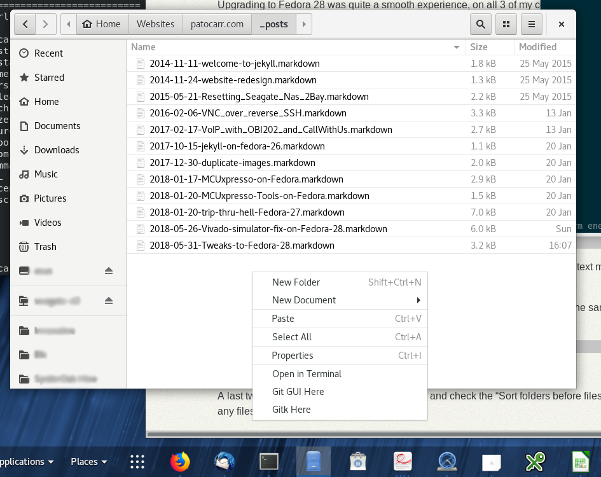 Upgrading to Fedora 28 was quite a smooth experience, on all 3 of my c
Home Websites patocarr.com _posts
Name Size Modified
Recent
Starred
Home
Documents
Downloads
Music
Pictures
Videos
Trash
2014-11-11-welcome-to-jekyll.markdown 1.8 kB 25 May 2015
2014-11-24-website-redesign.markdown 1.3 kB 25 May 2015
2015-05-21-Resetting_Seagate_Nas_2Bay.markdown 2.2 kB 25 May 2015
2016-02-06-VNC_over_reverse_SSH.markdown 3.3 kB 13 Jan
2017-02-17-VoIP_with_OBI202_and_CallWithUs.markdown 2.7 kB 13 Jan
2017-10-15-jekyll-on-fedora-26.markdown 1.1 kB 20 Jan
2017-12-30-duplicate-images.markdown 2.0 kB 20 Jan
2018-01-17-MCUxpresso-on-Fedora.markdown 2.9 kB 20 Jan
2018-01-20-MCUxpresso-Tools-on-Fedora.markdown 1.5 kB 20 Jan
2018-01-20-trip-thru-hell-Fedora-27.markdown 7.0 kB 20 Jan
2018-05-26-Vivado-simulator-fix-on-Fedora-28.markdown 6.0 kB Sun
2018-05-31-Tweaks-to-Fedora-28.markdown 3.2 kB 16:07
New Folder Shift+Ctrl+N
New Document
Paste Ctrl+V
Select All Ctrl+A
Properties Ctrl+I
Open in Terminal
Git GUI Here
Gitk Here
text m
he sa
A last tw and check the "Sort folders before files
any files
pplications Places